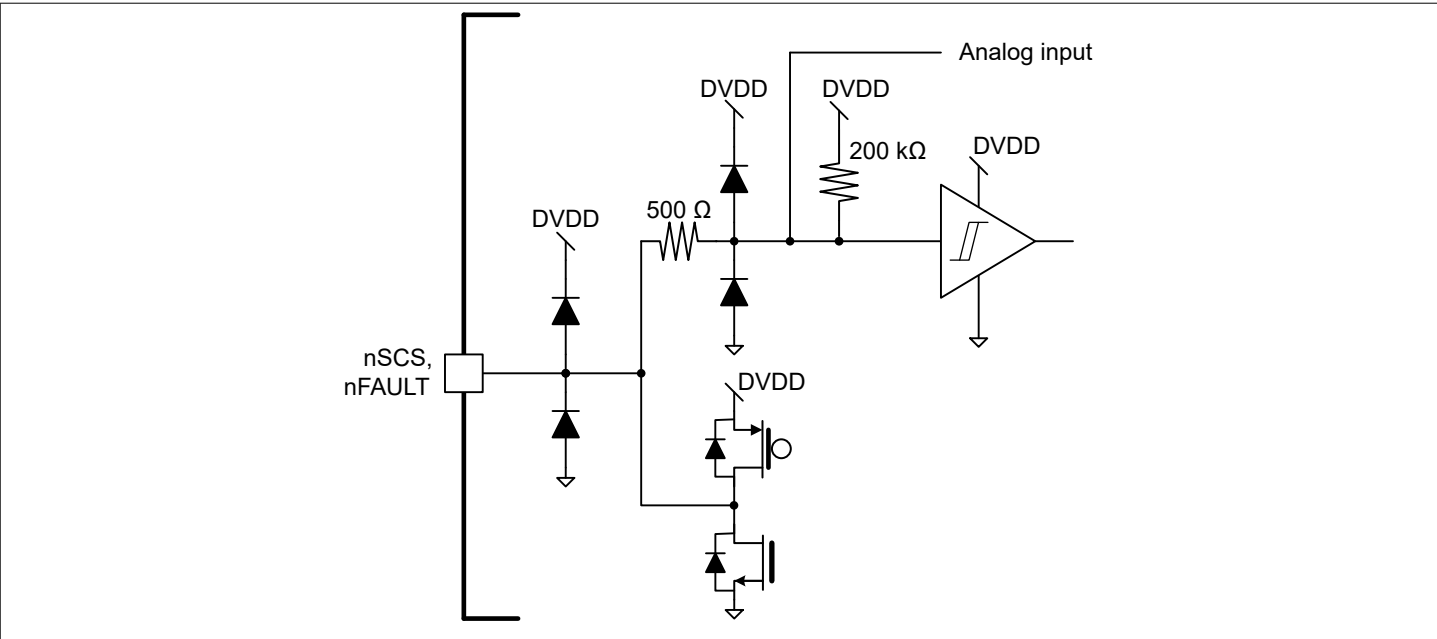 Analog input
DVDD
DVDD
200 kΩ
DVDD
500 Ω
DVDD
nSCS,
nFAULT
DVDD